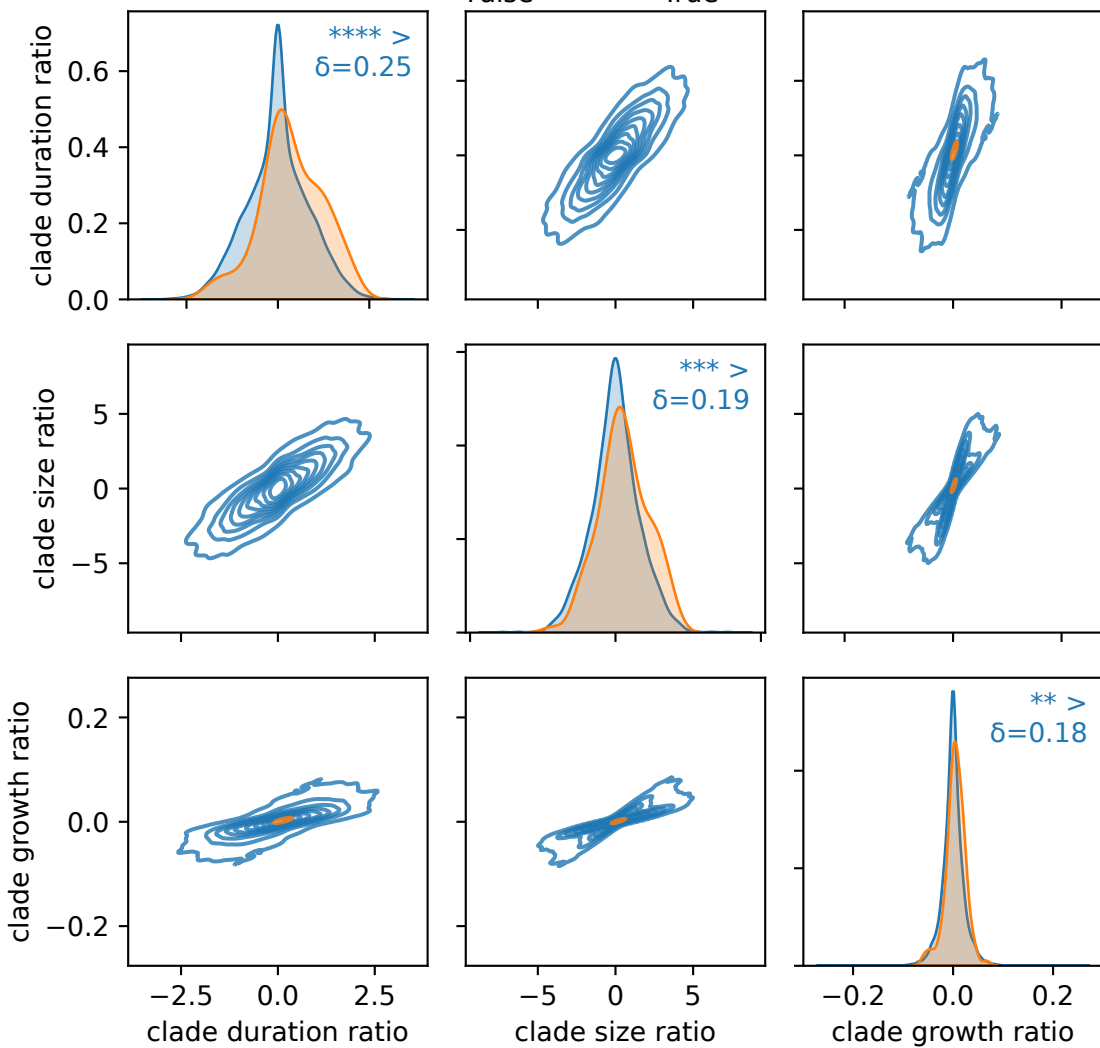 **** >
δ=0.25
clade duration ratio
0.6
0.4
0.2
0.0
*** >
δ=0.19
clade size ratio
5
0
−5
** >
δ=0.18
clade growth ratio
0.2
0.0
−0.2
−2.5 0.0 2.5 −5 0 5 −0.2 0.0 0.2
clade duration ratio clade size ratio clade growth ratio